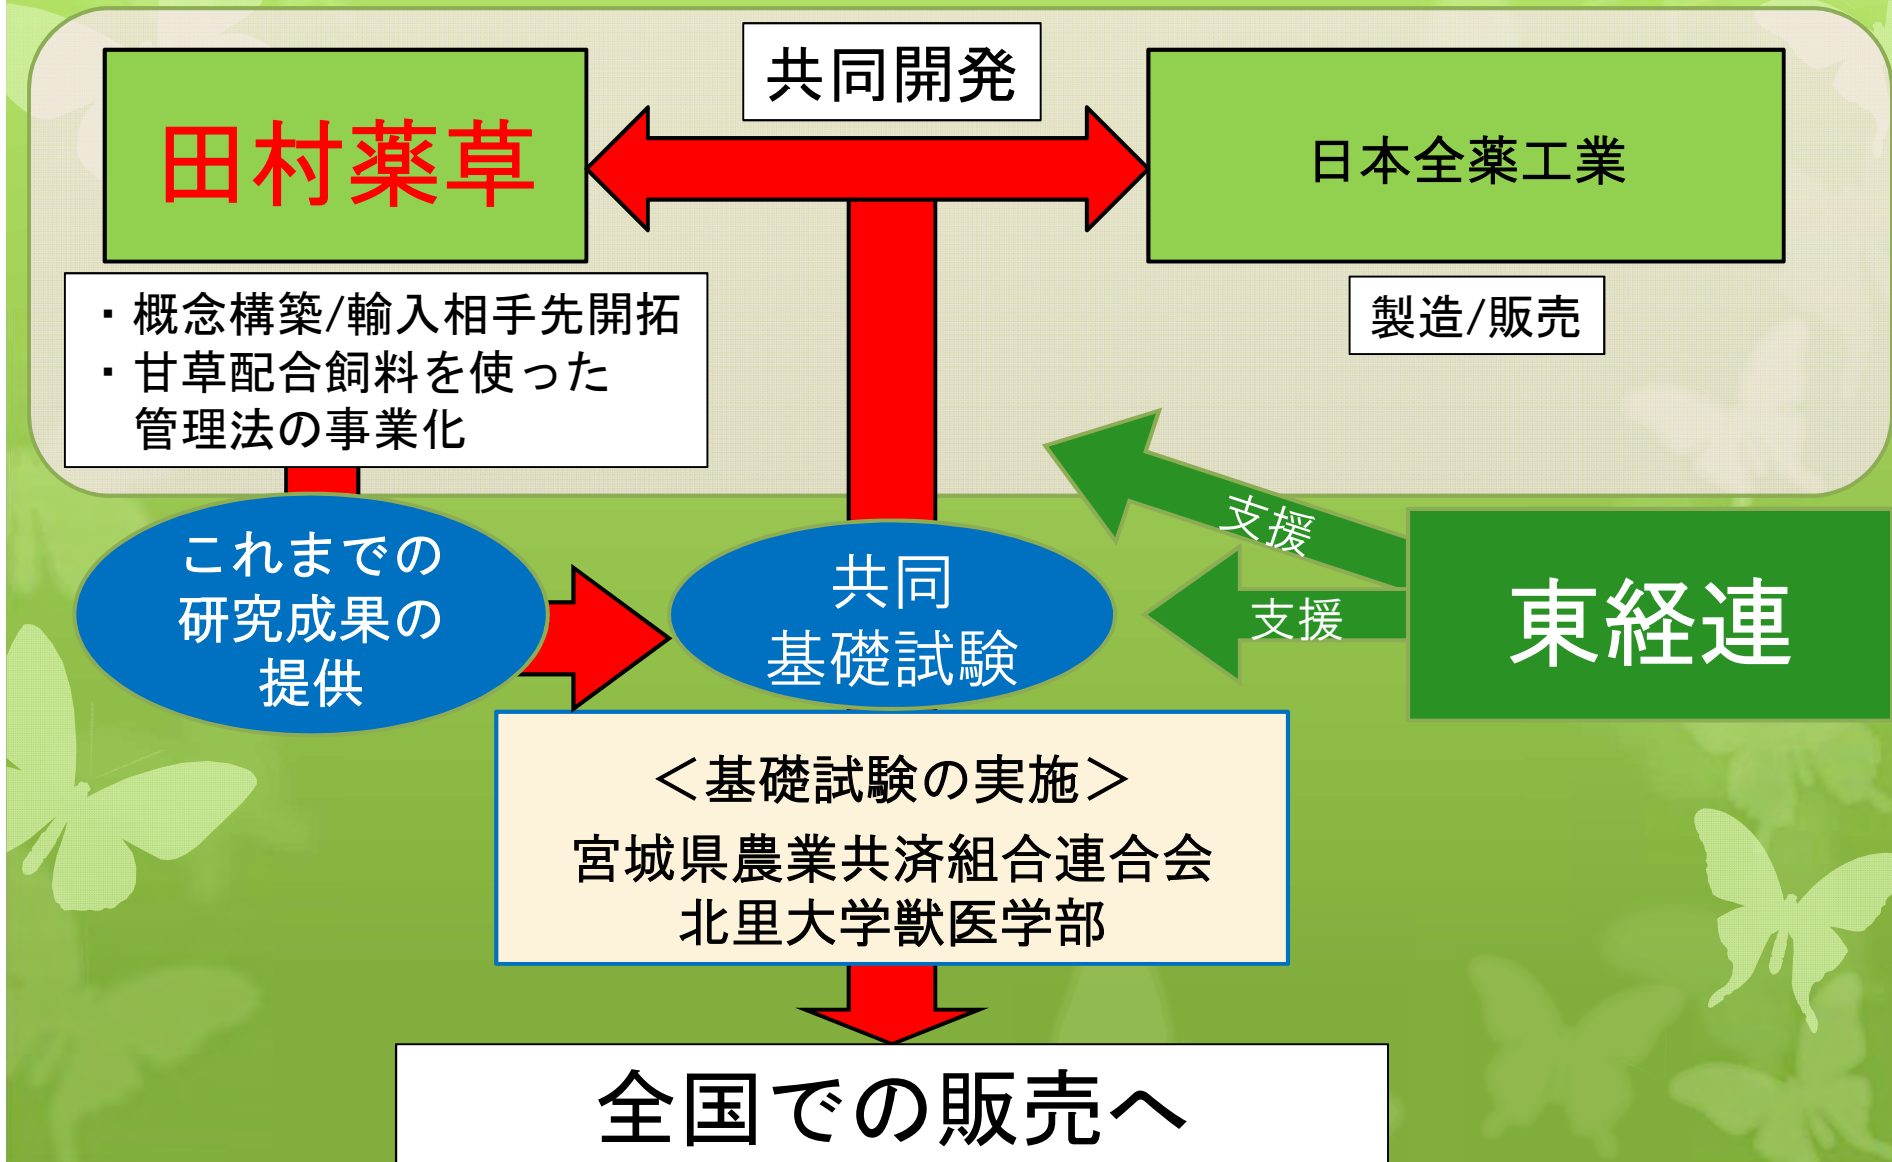 共同開発
田村薬草
日本全薬工業
・概念構築/輸入相手先開拓
・甘草配合飼料を使った
管理法の事業化
製造/販売
支援
これまでの
研究成果の
提供
共同
基礎試験
支援
東経連
＜基礎試験の実施＞
宮城県農業共済組合連合会
北里大学獣医学部
全国での販売へ